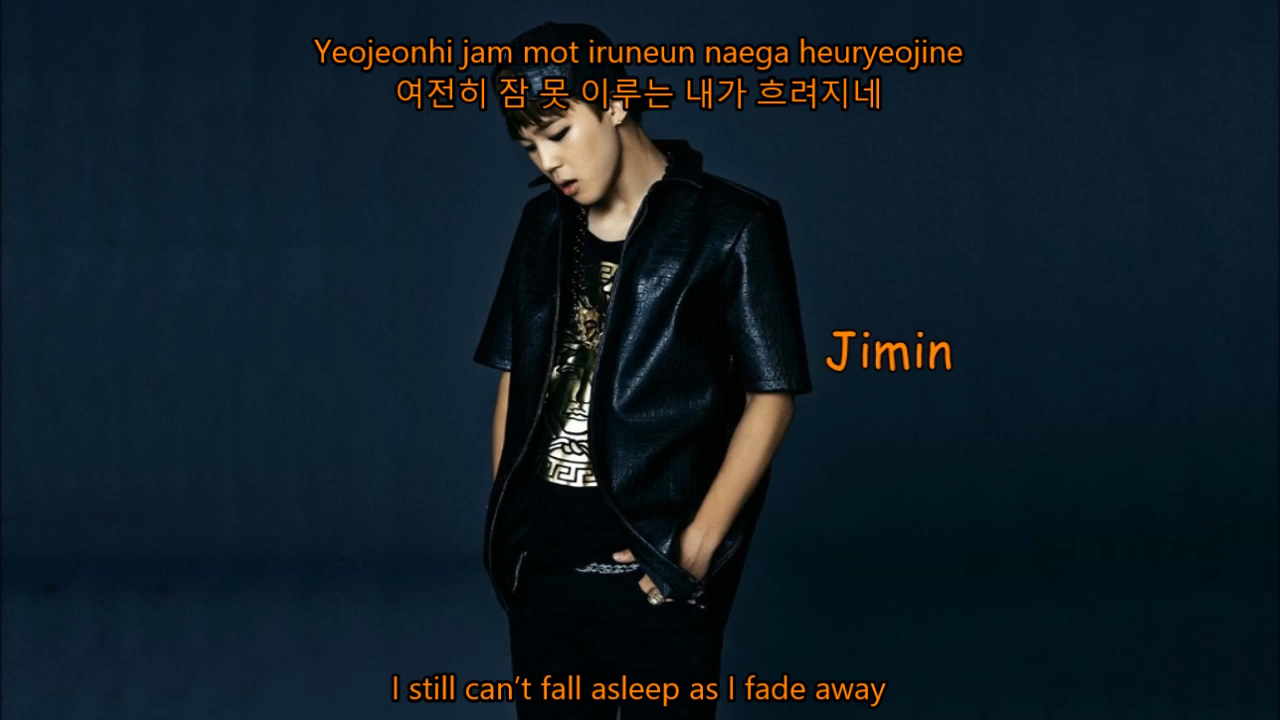 Yeojeonhi jam mot iruneun naega heuryeojine
여전히 잠 못 이루는 내가 흐려지네
Jimin
I still can't fall asleep as I fade away